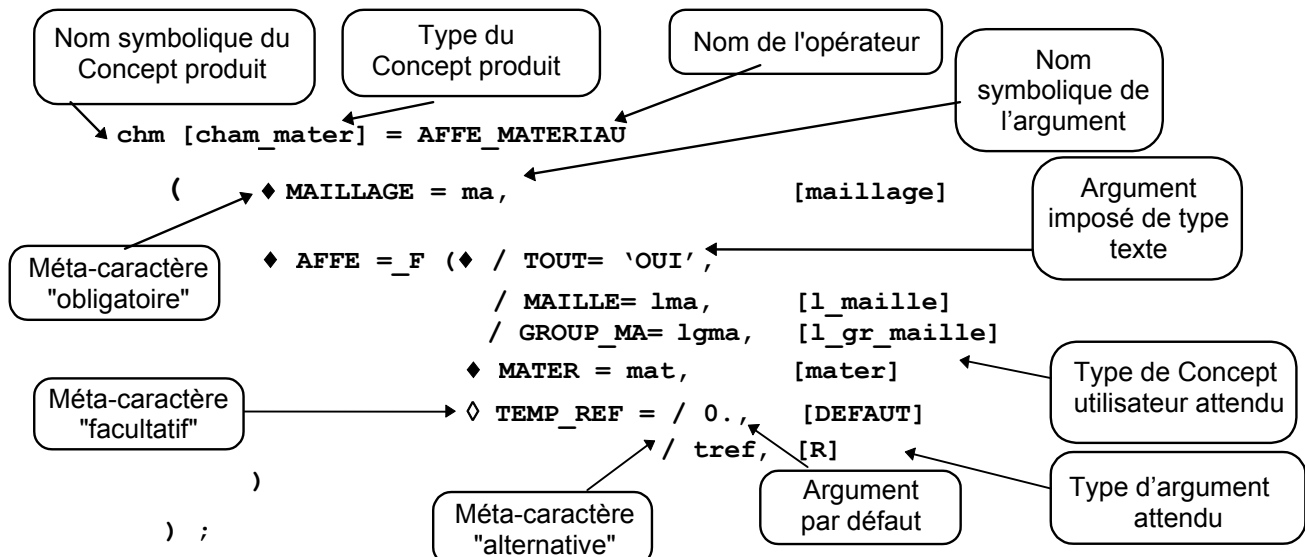 Nom symbolique du
Concept produit
Type du
Concept produit
Nom de l'opérateur
Nom
symbolique de
l'argument
chm [cham_mater] = AFFE_MATERIAU
( ♦ MAILLAGE = ma, [maillage]
Argument
imposé de type
texte
Méta-caractère
"obligatoire"
♦ AFFE =_F (♦ / TOUT= ‘OUI’,
/ MAILLE= lma, [l_maille]
/ GROUP_MA= lgma, [l_gr_maille]
♦ MATER = mat, [mater]
Type de Concept
utilisateur attendu
Méta-caractère
"facultatif"
◊ TEMP_REF = / 0., [DEFAUT]
/ tref, [R]
)
) ;
Méta-caractère
"alternative"
Argument
par défaut
Type d’argument
attendu